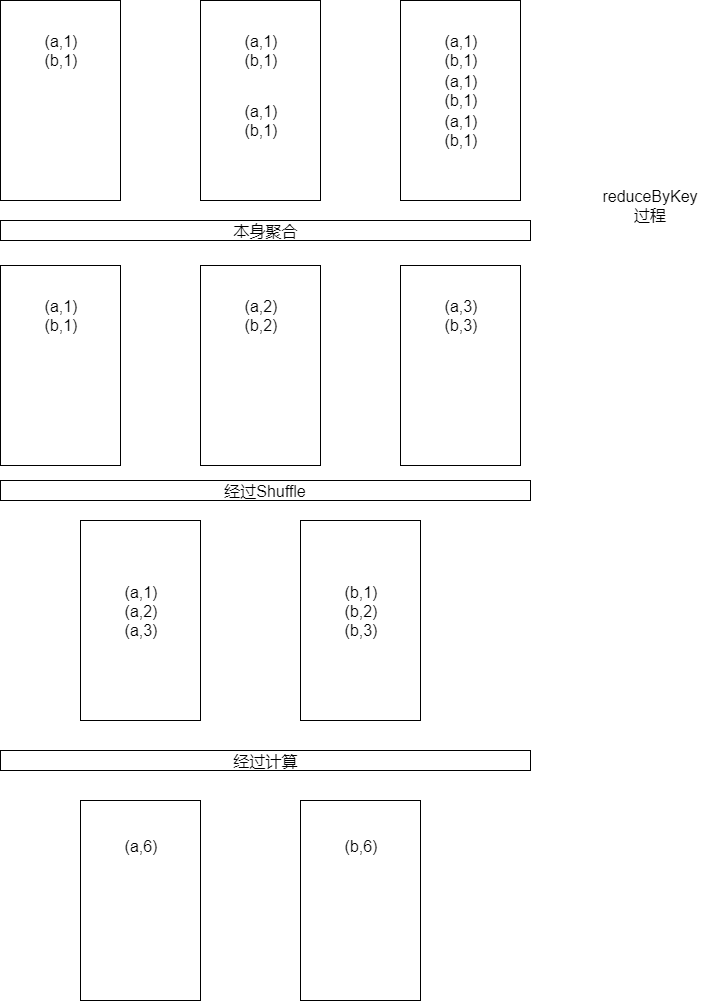 (a,1)
(b,1)
(a,1)
(b,1)
(a,1)
(b,1)
(a,1)
(b,1)
(a,1)
(b,1)
(a,1)
(b,1)
reduceByKey
过程
本身聚合
(a,1)
(b,1)
(a,2)
(b,2)
(a,3)
(b,3)
经过Shuffle
(a,1)
(a,2)
(a,3)
(b,1)
(b,2)
(b,3)
经过计算
(a,6)
(b,6)